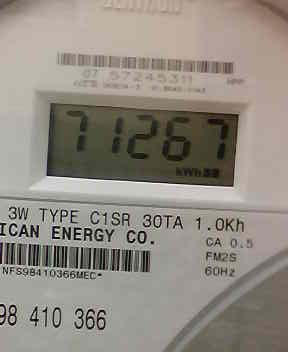 07 57245311
71267
kWh
3W TYPE C1SR 30TA 1.0Kh
ICAN ENERGY CO.
CA 0.5
FM2S
NFS98410366MEC*
60Hz
98 410 366